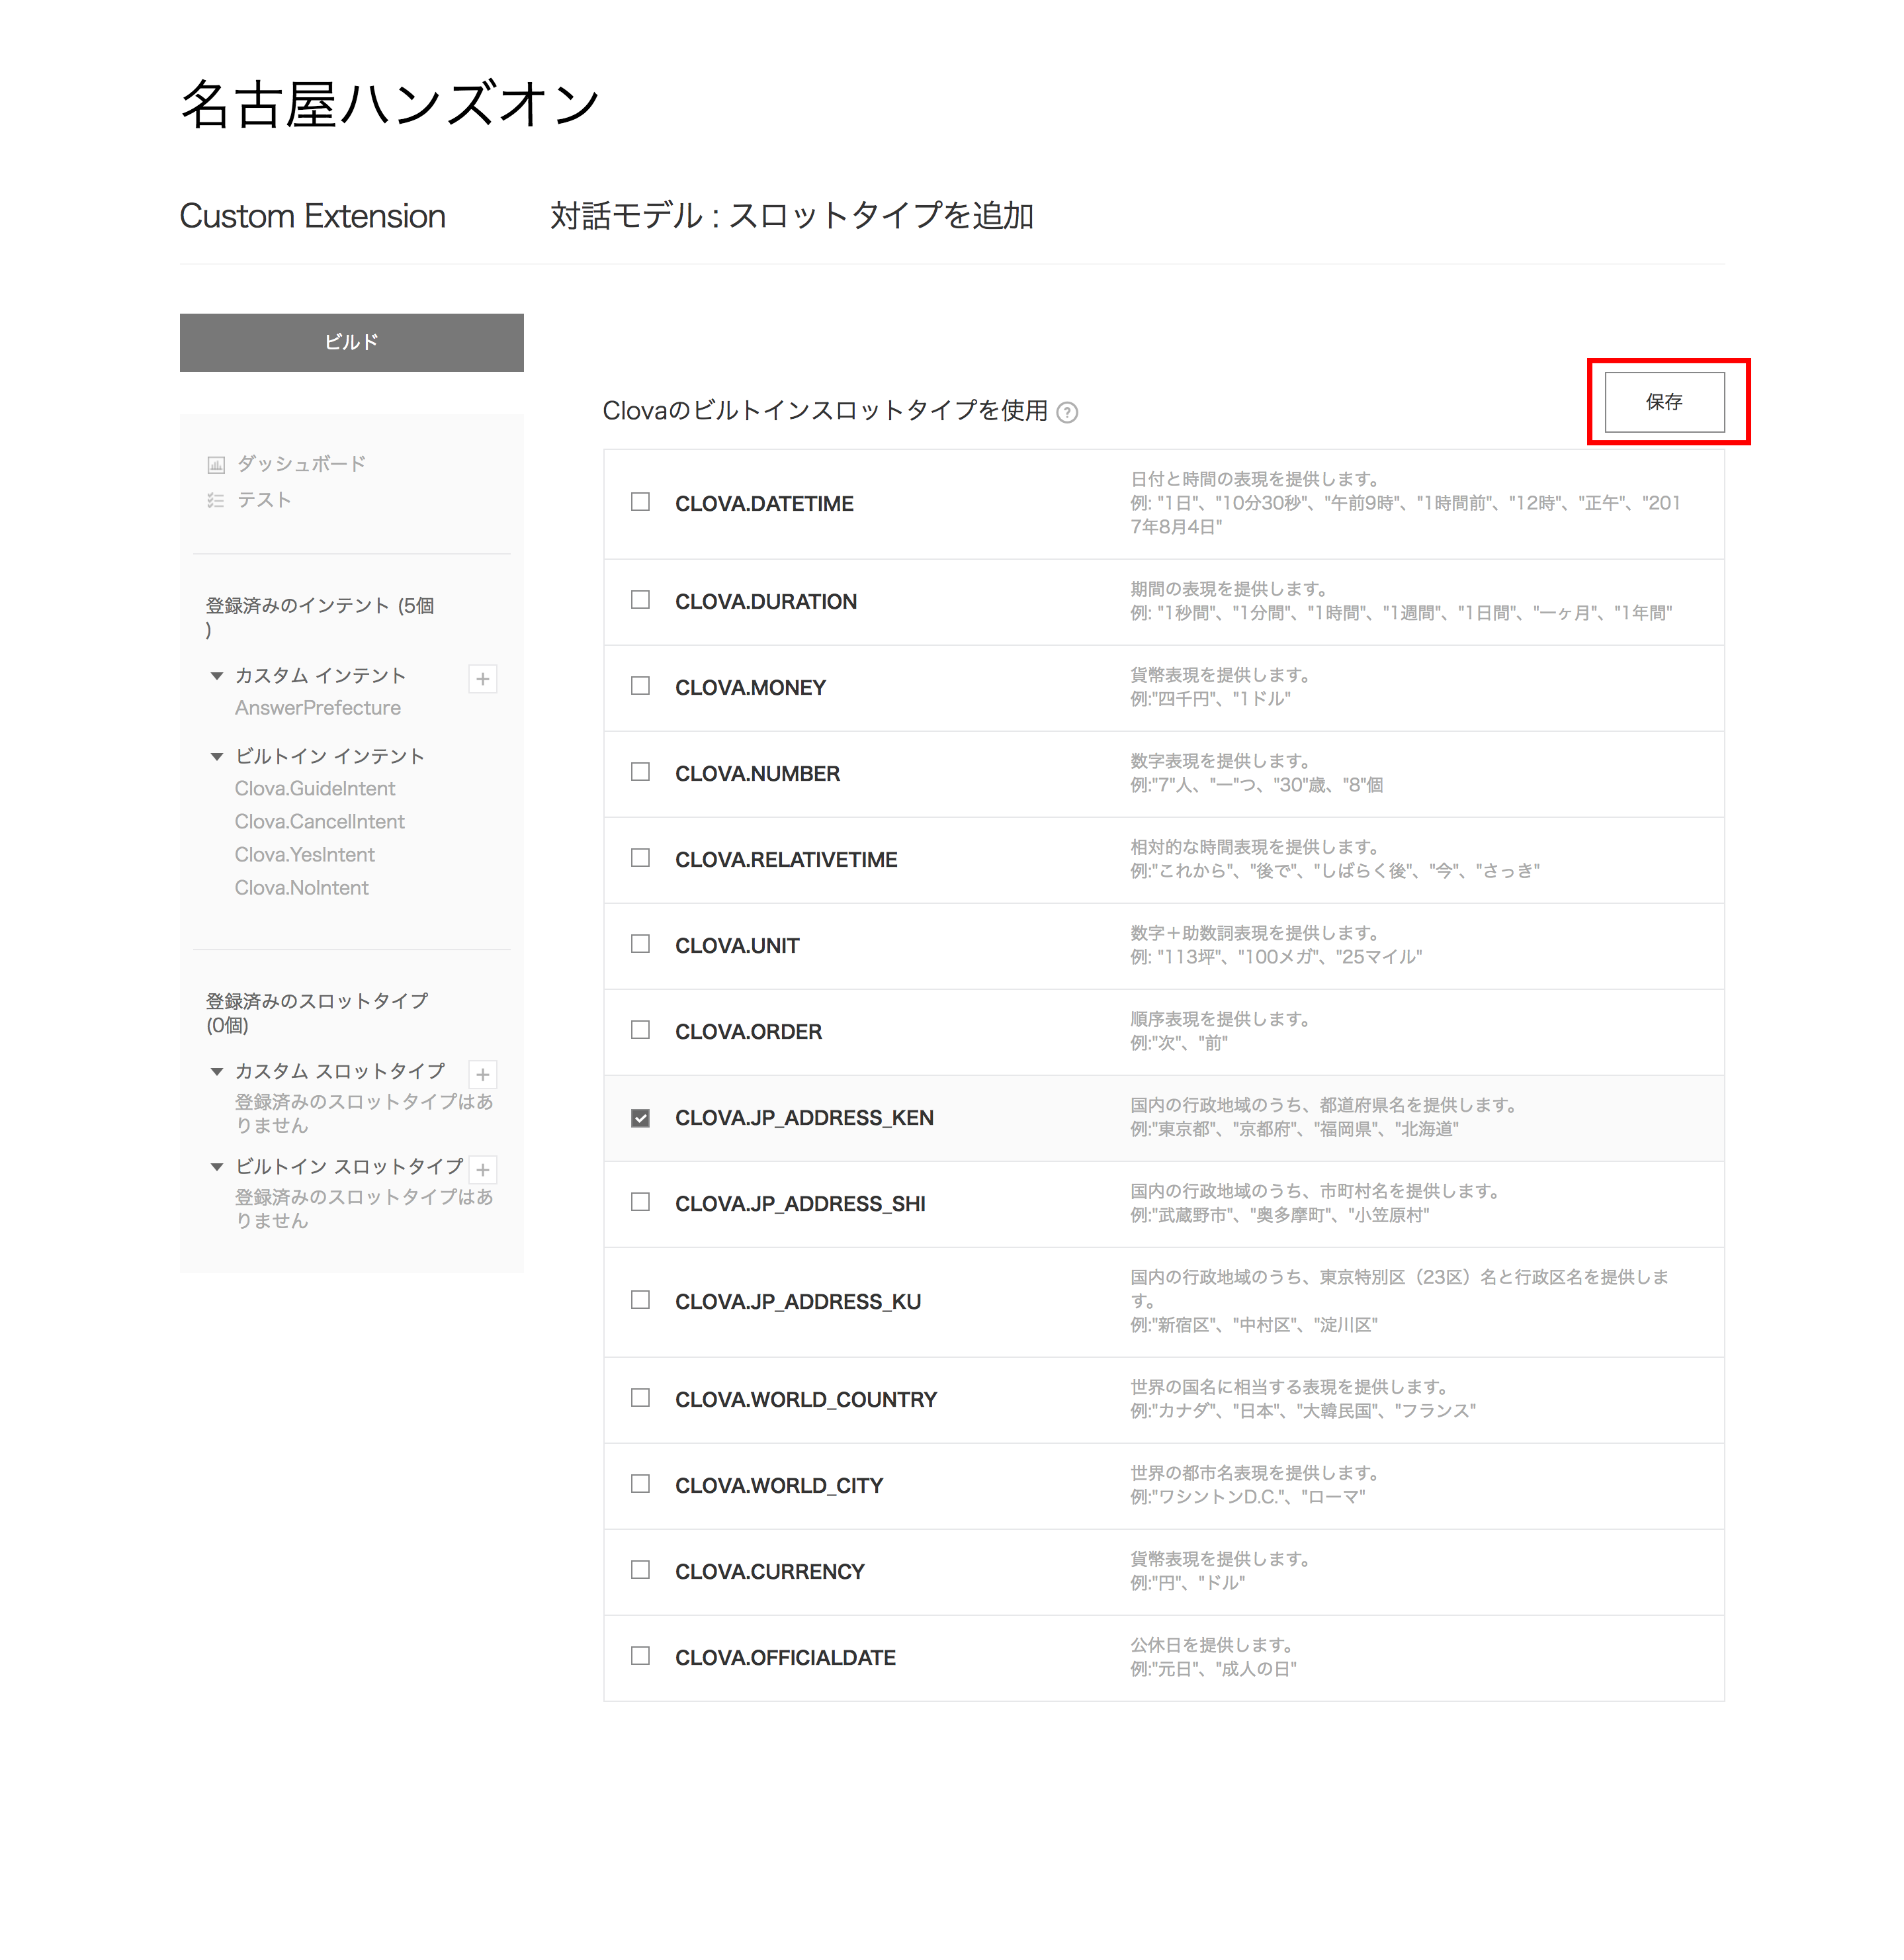 名古屋ハンズオン
Custom Extension
対話モデル : スロットタイプを追加
ビルド
ダッシュボード
テスト
登録済みのインテント (5個
)
カスタム インテント
AnswerPrefecture
ビルトイン インテント
Clova.GuideIntent
Clova.CancelIntent
Clova.YesIntent
Clova.NoIntent
登録済みのスロットタイプ
(0個)
カスタム スロットタイプ
登録済みのスロットタイプはあ
りません
ビルトイン スロットタイプ
登録済みのスロットタイプはあ
りません
Clovaのビルトインスロットタイプを使用 ?
保存
CLOVA.DATETIME
日付と時間の表現を提供します。
例: "1日"、"10分30秒"、"午前9時"、"1時間前"、"12時"、"正午"、"201
7年8月4日"
CLOVA.DURATION
期間の表現を提供します。
例: "1秒間"、"1分間"、"1時間"、"1週間"、"1日間"、"一ヶ月"、"1年間"
CLOVA.MONEY
貨幣表現を提供します。
例:"四千円"、"1ドル"
CLOVA.NUMBER
数字表現を提供します。
例:"7"人、"一"つ、"30"歳、"8"個
CLOVA.RELATIVETIME
相対的な時間表現を提供します。
例:"これから"、"後で"、"しばらく後"、"今"、"さっき"
CLOVA.UNIT
数字＋助数詞表現を提供します。
例: "113坪"、"100メガ"、"25マイル"
CLOVA.ORDER
順序表現を提供します。
例:"次"、"前"
CLOVA.JP_ADDRESS_KEN
国内の行政地域のうち、都道府県名を提供します。
例:"東京都"、"京都府"、"福岡県"、"北海道"
CLOVA.JP_ADDRESS_SHI
国内の行政地域のうち、市町村名を提供します。
例:"武蔵野市"、"奥多摩町"、"小笠原村"
CLOVA.JP_ADDRESS_KU
国内の行政地域のうち、東京特別区（23区）名と行政区名を提供しま
す。
例:"新宿区"、"中村区"、"淀川区"
CLOVA.WORLD_COUNTRY
世界の国名に相当する表現を提供します。
例:"カナダ"、"日本"、"大韓民国"、"フランス"
CLOVA.WORLD_CITY
世界の都市名表現を提供します。
例:"ワシントンD.C."、"ローマ"
CLOVA.CURRENCY
貨幣表現を提供します。
例:"円"、"ドル"
CLOVA.OFFICIALDATE
公休日を提供します。
例:"元日"、"成人の日"